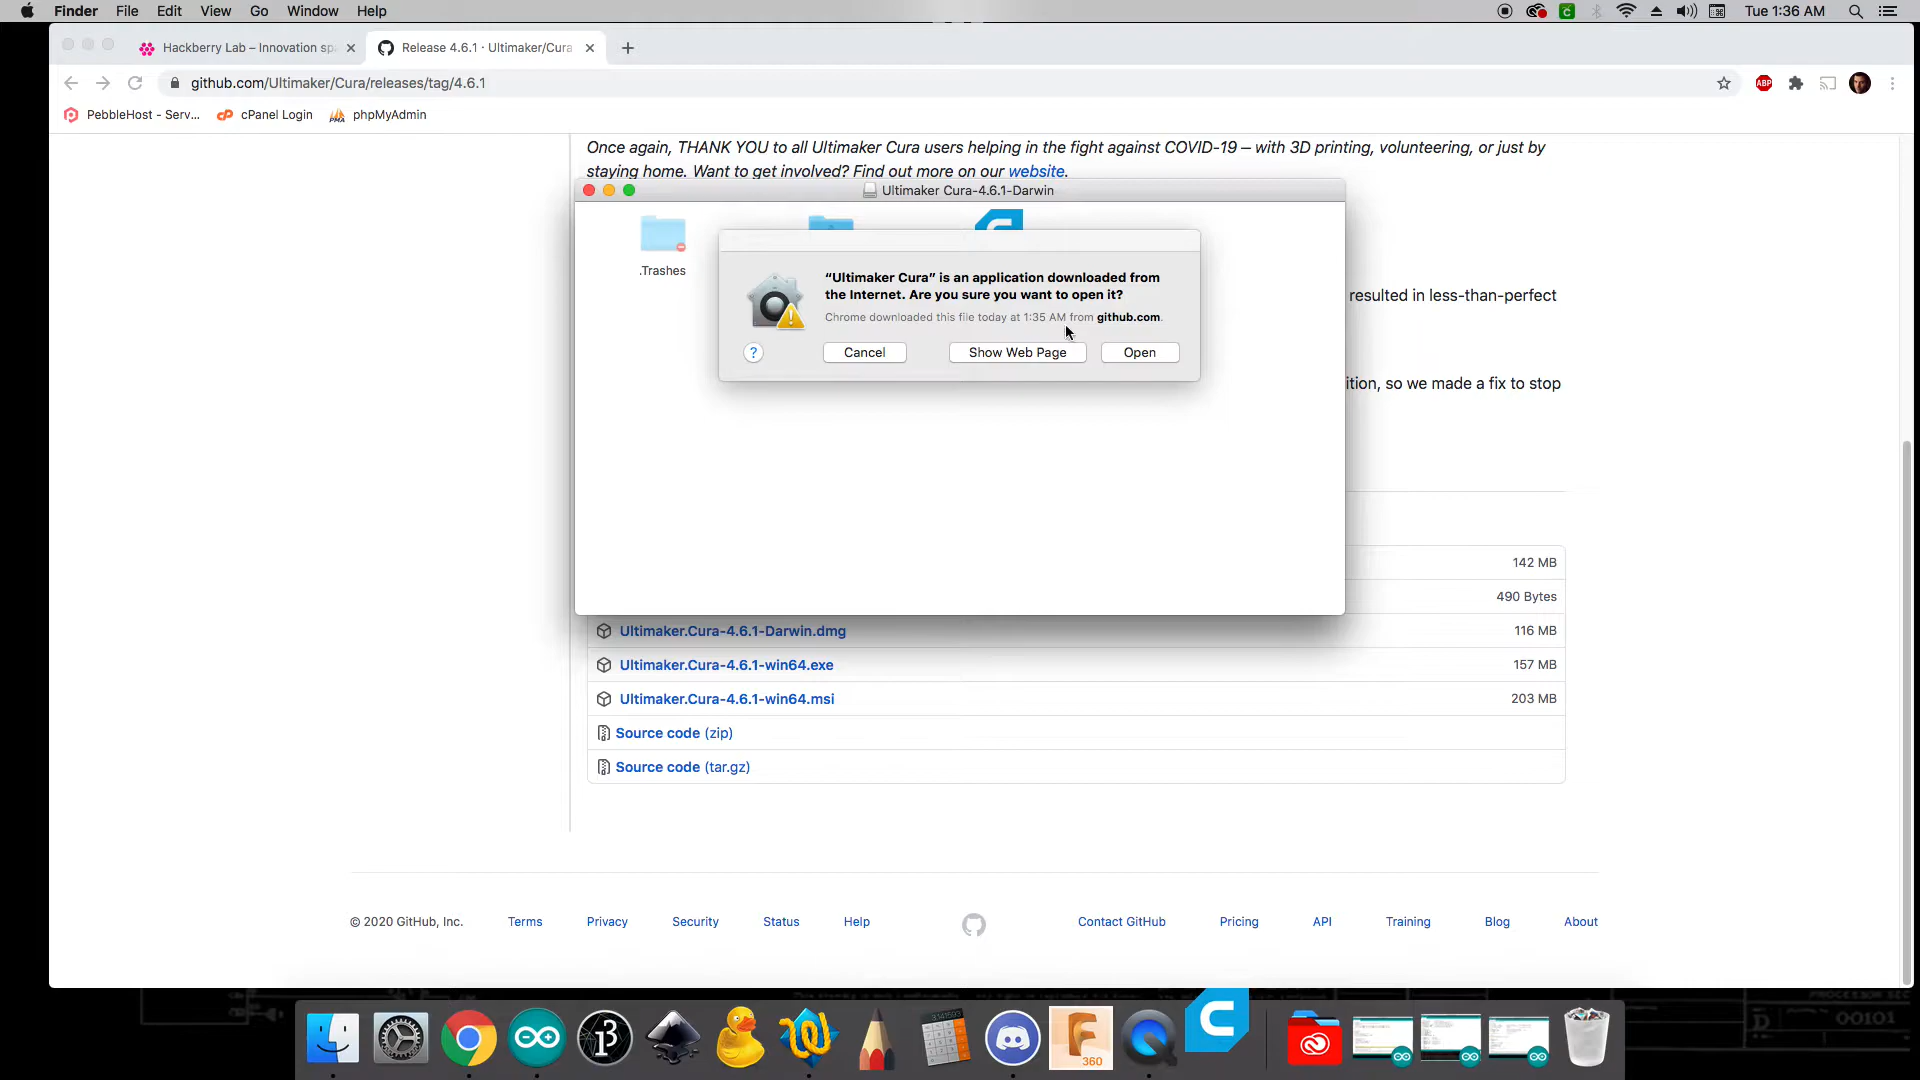 Finder File Edit View Go Window Help
Tue 1:36 AM
Hackberry Lab – Innovation sp
Release 4.6.1 · Ultimaker/Cura
github.com/Ultimaker/Cura/releases/tag/4.6.1
ABP
PebbleHost - Serv... cPanel Login phpMyAdmin
Once again, THANK YOU to all Ultimaker Cura users helping in the fight against COVID-19 – with 3D printing, volunteering, or just by
staying home. Want to get involved? Find out more on our website.
Ultimaker Cura-4.6.1-Darwin
.Trashes
“Ultimaker Cura” is an application downloaded from
the Internet. Are you sure you want to open it?
Chrome downloaded this file today at 1:35 AM from github.com.
? Cancel Show Web Page Open
resulted in less-than-perfect
ition, so we made a fix to stop
142 MB
490 Bytes
Ultimaker.Cura-4.6.1-Darwin.dmg 116 MB
Ultimaker.Cura-4.6.1-win64.exe 157 MB
Ultimaker.Cura-4.6.1-win64.msi 203 MB
Source code (zip)
Source code (tar.gz)
© 2020 GitHub, Inc. Terms Privacy Security Status Help Contact GitHub Pricing API Training Blog About
00101
360